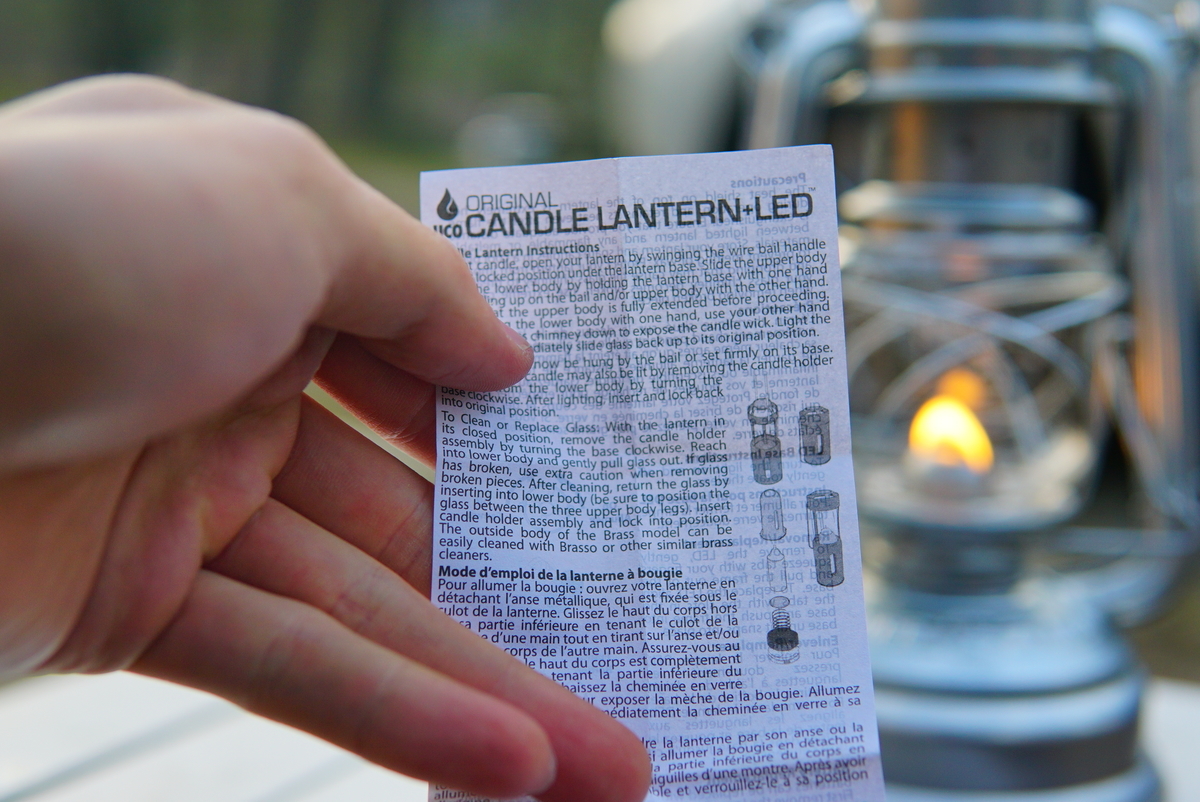 ORIGINAL
UCO CANDLE LANTERN+LED™
le Lantern Instructions
candle, open your lantern by swinging the wire bail handle
locked position under the lantern base. Slide the upper body
lower body by holding the lantern base with one hand
ing up on the bail and/or upper body with the other hand.
the upper body is fully extended before proceeding,
the lower body with one hand, use your other hand
chimney down to expose the candle wick. Light the
diately slide glass back up to its original position.
now be hung by the bail or set firmly on its base.
candle may also be lit by removing the candle holder
om the lower body by turning, the
base clockwise. After lighting, insert and lock back
into original position.
To Clean or Replace Glass: With the lantern in
its closed position, remove the candle holder
assembly by turning the base clockwise. Reach
into lower body and gently pull glass out. If glass
has broken, use extra caution when removing
broken pieces. After cleaning, return the glass by
inserting into lower body (be sure to position the
glass between the three upper body legs). Insert
candle holder assembly and lock into position.
The outside body of the Brass model can be
easily cleaned with Brasso or other similar brass
cleaners.
Mode d'emploi de la lanterne à bougie
Pour allumer la bougie : ouvrez votre lanterne en
détachant l'anse métallique, qui est fixée sous le
culot de la lanterne. Glissez le haut du corps hors
ca partie inférieure en tenant le culot de la
e d'une main tout en tirant sur l'anse et/ou
corps de l'autre main. Assurez-vous au
le haut du corps est complètement
tenant la partie inférieure du
baissez la cheminée en verre
ur exposer la mèche de la bougie. Allumez
médiatement la cheminée en verre à sa
dre la lanterne par son anse ou la
si allumer la bougie en détachant
la partie inférieure du corps en
iguilles d'une montre. Après avoir
ble et verrouillez-le à sa position